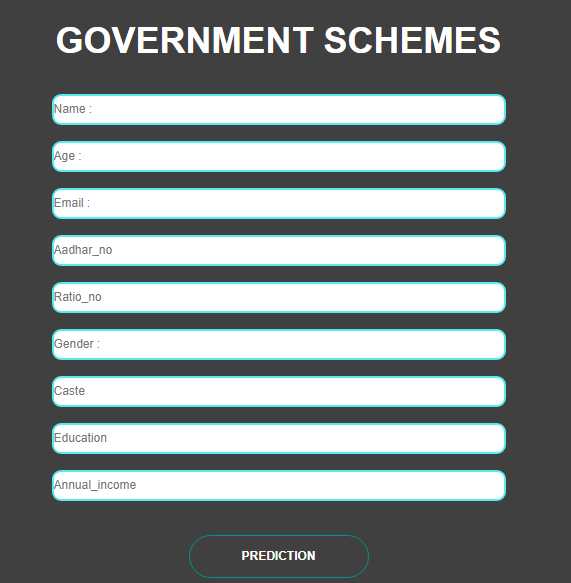 GOVERNMENT SCHEMES
Name :
Age :
Email :
Aadhar_no
Ratio_no
Gender :
Caste
Education
Annual_income
PREDICTION